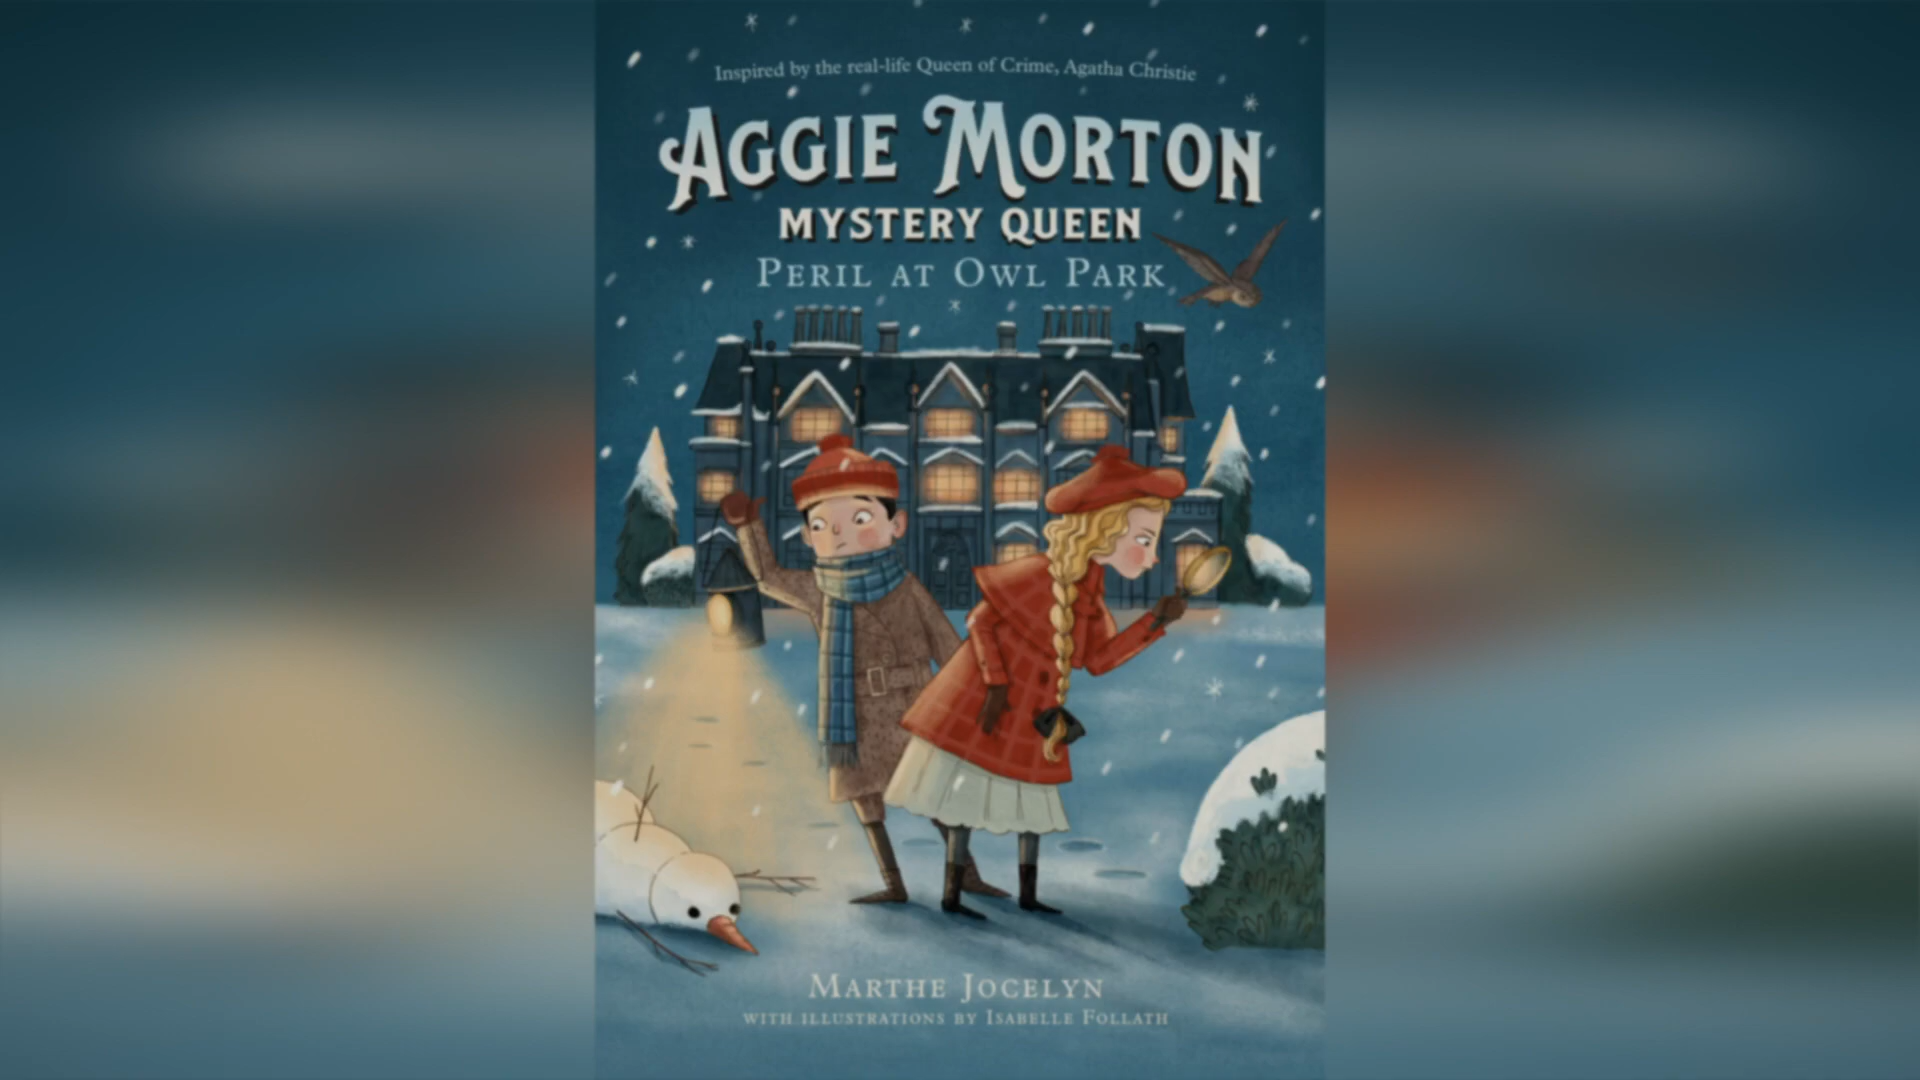 Inspired by the real-life Queen of Crime, Agatha Christie
AGGIE MORTON
MYSTERY QUEEN
PERIL AT OWL PARK
MARTHE JOCELYN
WITH ILLUSTRATIONS BY ISABELLE FOLLATH